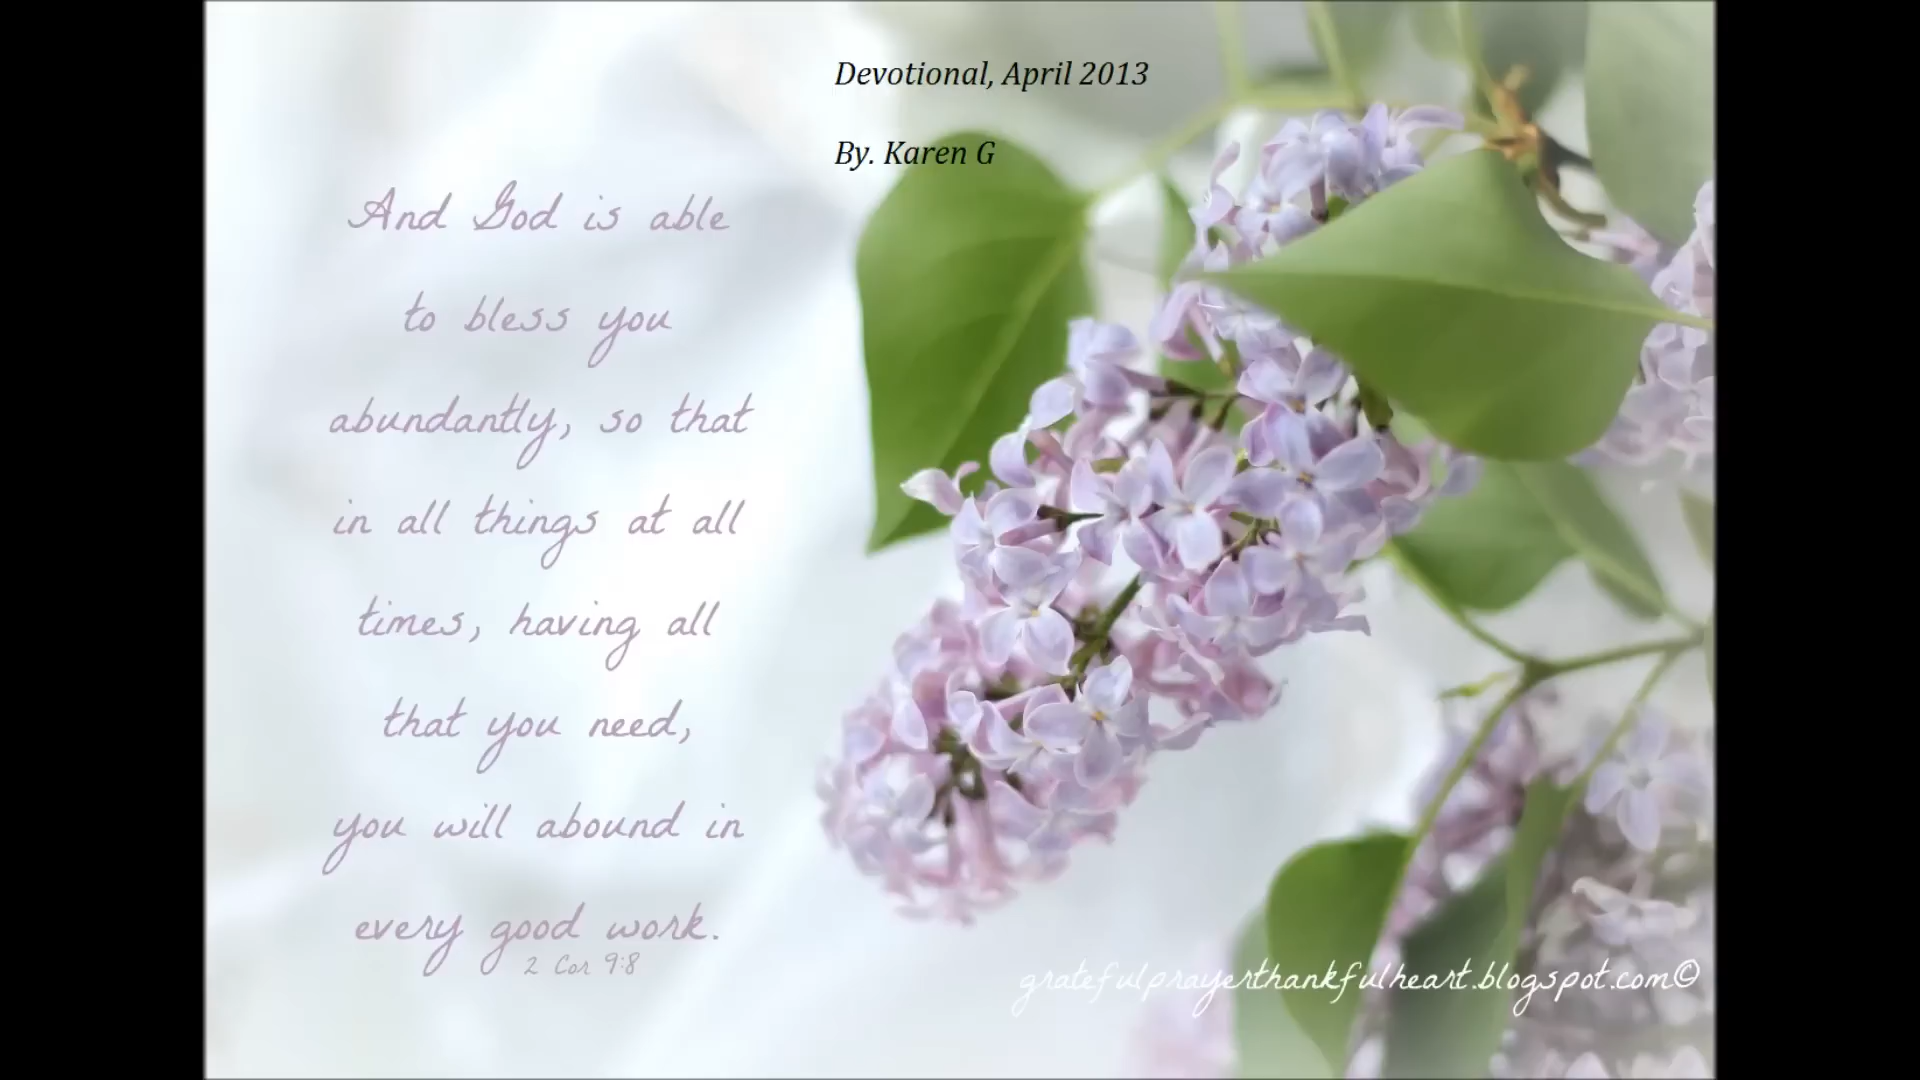 Devotional, April 2013
By. Karen G
And God is able
to bless you
abundantly, so that
in all things at all
times, having all
that you need,
you will abound in
every good work.
2 Cor 9:8
gratefulprayerthankfulheart.blogspot.com©